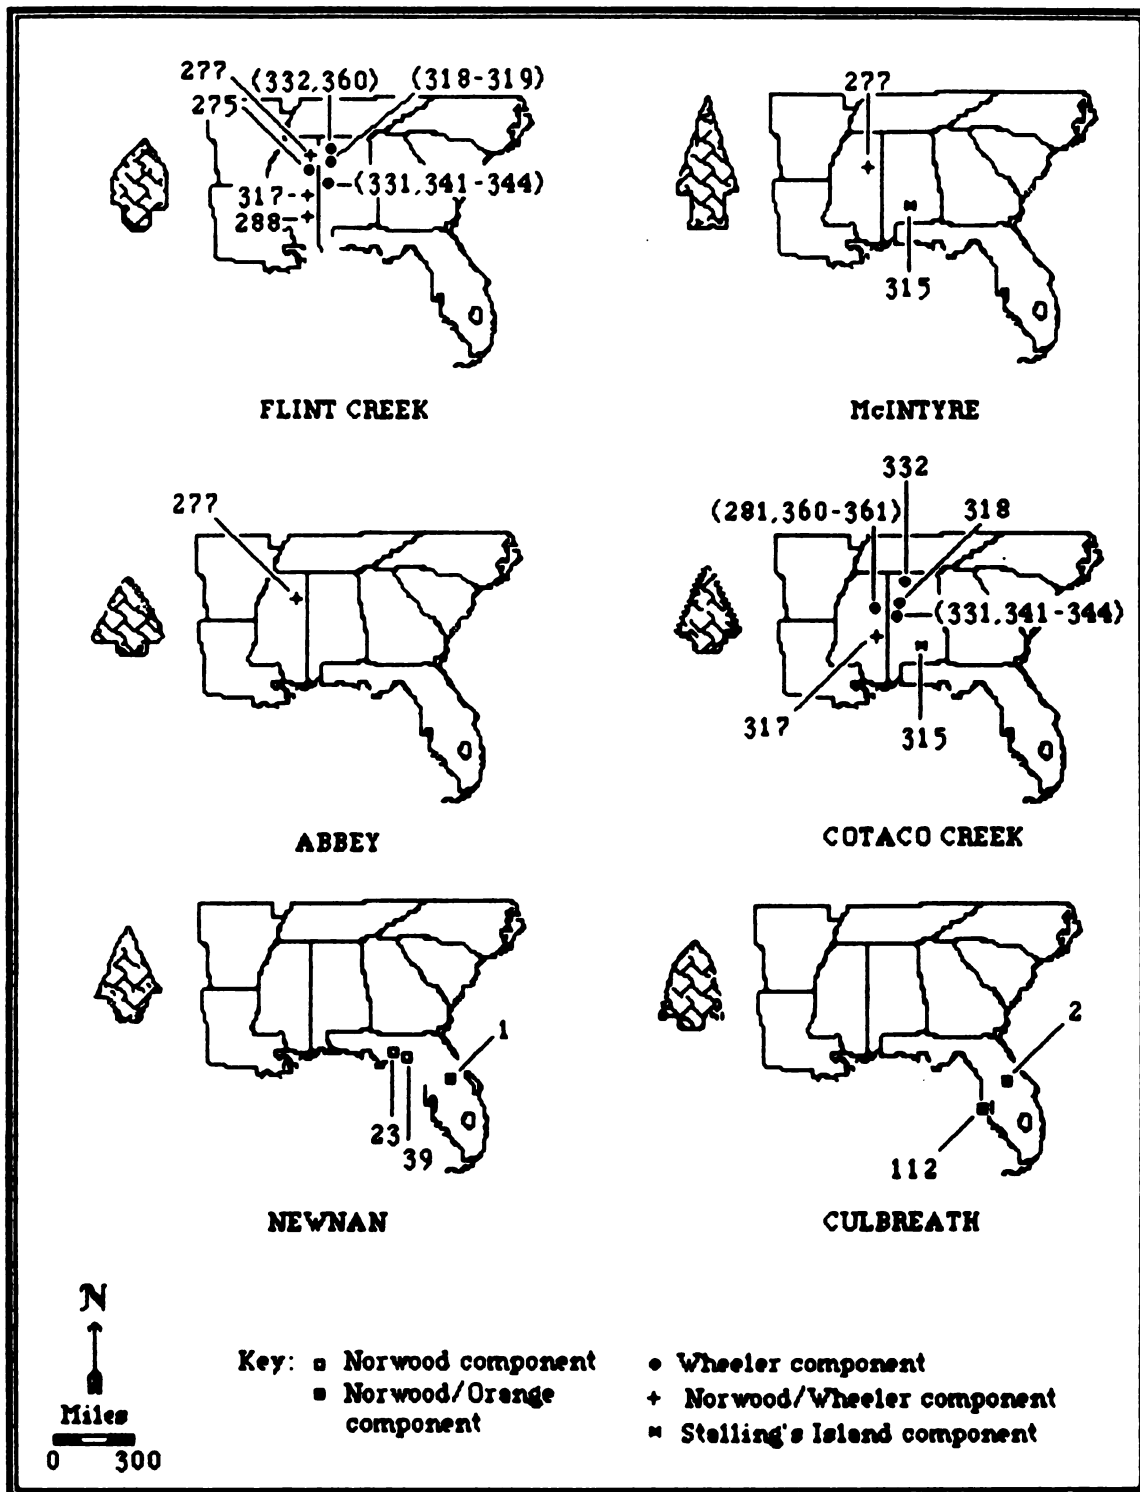 277
(332,360)
(318-319)
275
(331,341-344)
317
288
FLINT CREEK
277
315
McINTYRE
277
ABBEY
332
(281,360-361)
318
(331,341-344)
317
315
COTACO CREEK
1
23
39
NEWNAN
2
112
CULBREATH
N
Miles
0 300
Key: Norwood component
Norwood/Orange
component
Wheeler component
Norwood/Wheeler component
Stalling's Island component